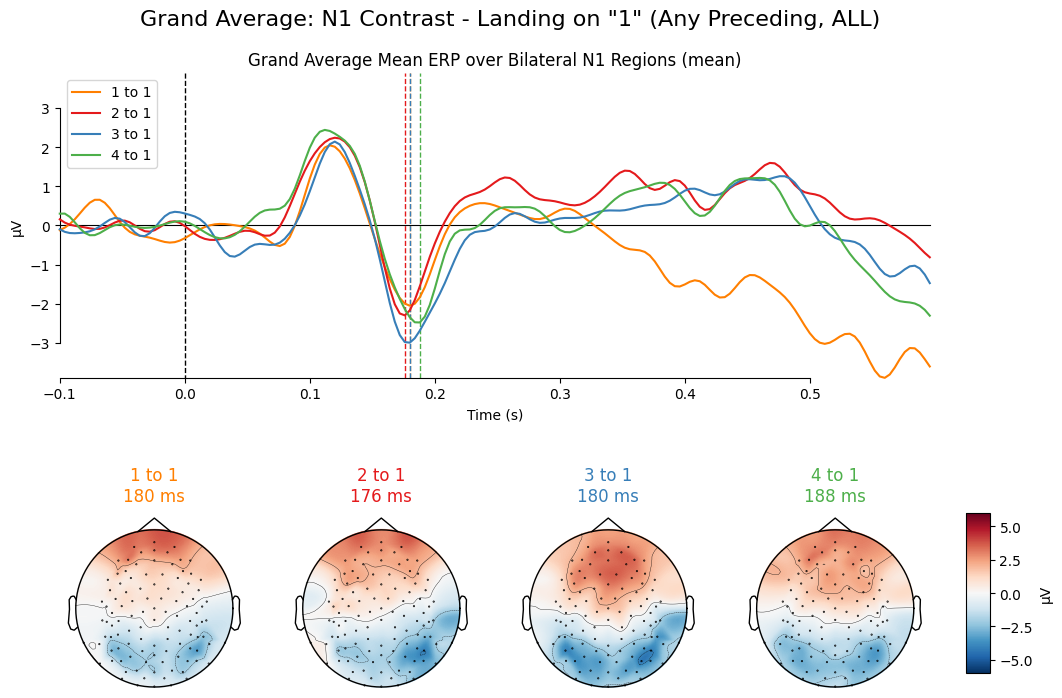 Grand Average: N1 Contrast - Landing on "1" (Any Preceding, ALL)
Grand Average Mean ERP over Bilateral N1 Regions (mean)
1 to 1
2 to 1
3 to 1
4 to 1
3
2
1
0
−1
−2
−3
µV
−0.1 0.0 0.1 0.2 0.3 0.4 0.5
Time (s)
1 to 1 2 to 1 3 to 1 4 to 1
180 ms 176 ms 180 ms 188 ms
5.0
2.5
0.0
−2.5
−5.0
µV